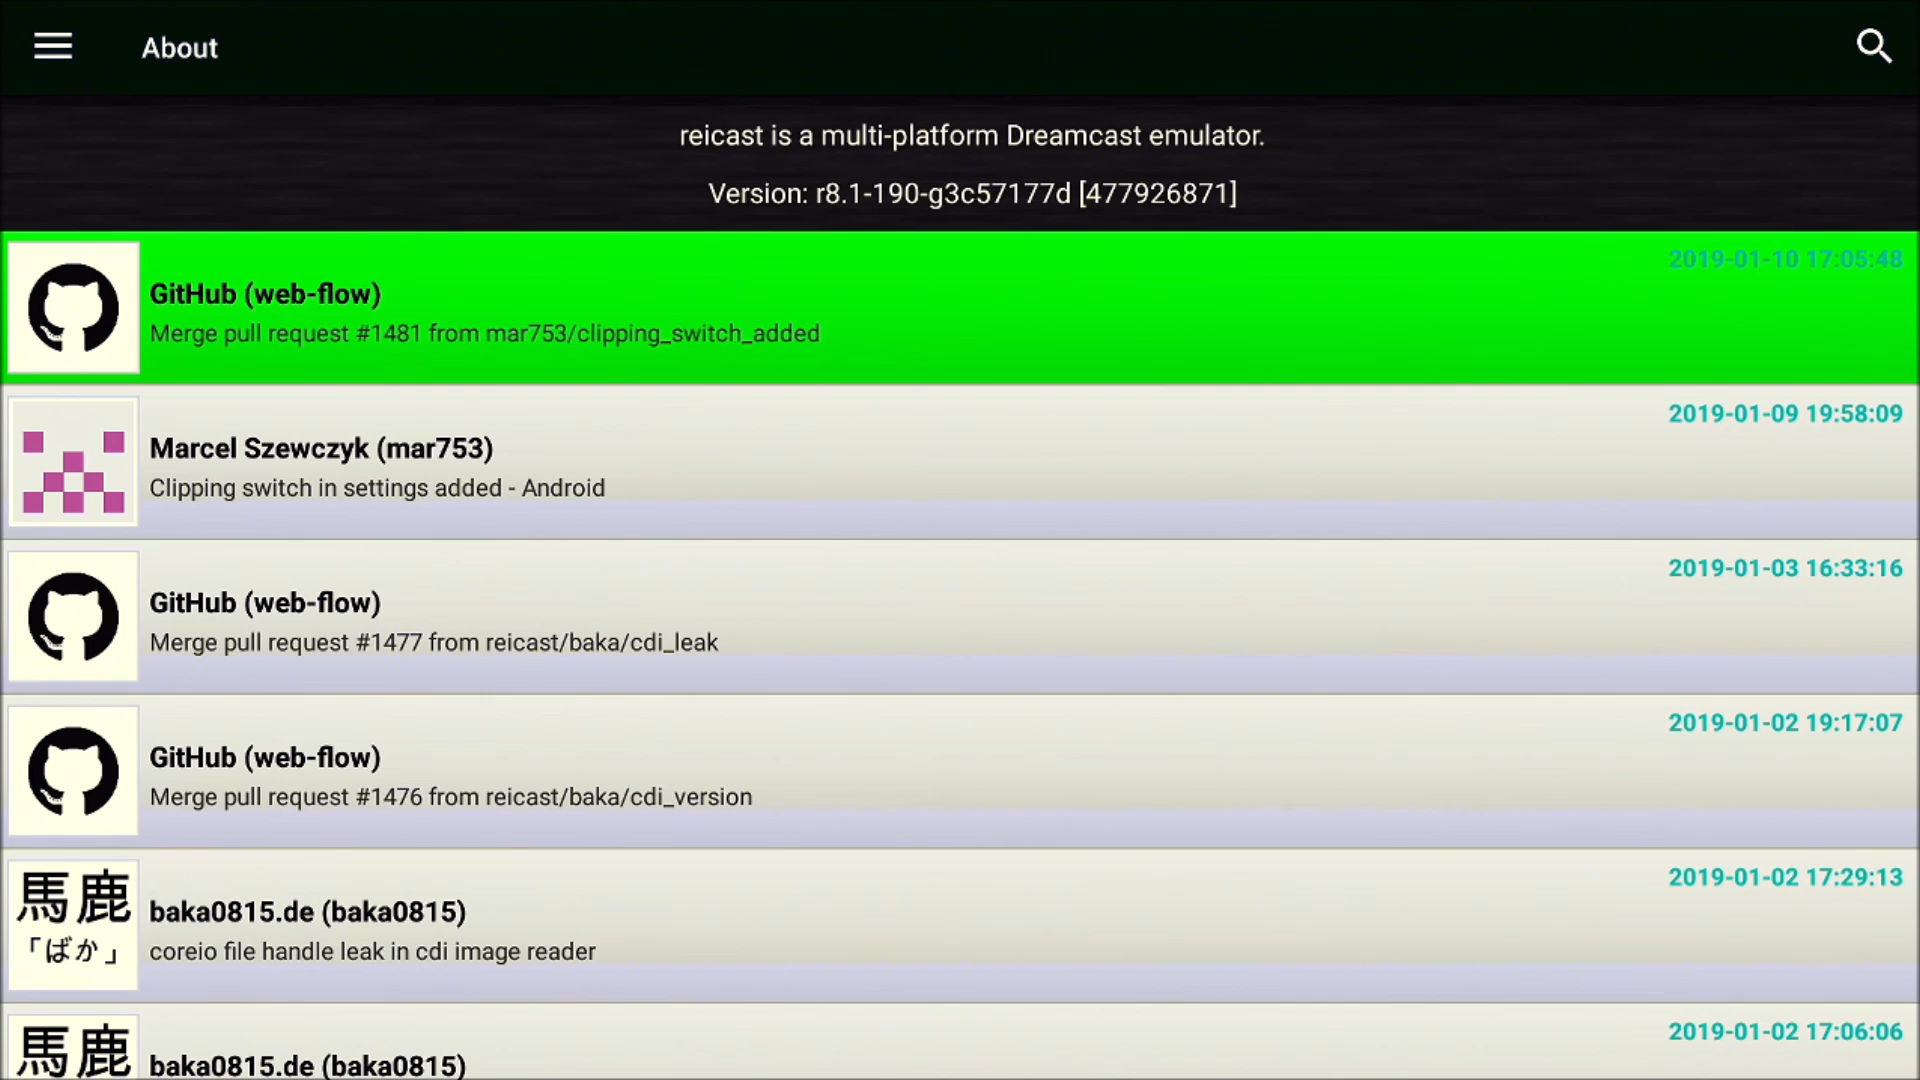 About
reicast is a multi-platform Dreamcast emulator.
Version: r8.1-190-g3c57177d [477926871]
2019-01-10 17:05:48
GitHub (web-flow)
Merge pull request #1481 from mar753/clipping_switch_added
2019-01-09 19:58:09
Marcel Szewczyk (mar753)
Clipping switch in settings added - Android
2019-01-03 16:33:16
GitHub (web-flow)
Merge pull request #1477 from reicast/baka/cdi_leak
2019-01-02 19:17:07
GitHub (web-flow)
Merge pull request #1476 from reicast/baka/cdi_version
2019-01-02 17:29:13
馬鹿
「ばか」
baka0815.de (baka0815)
coreio file handle leak in cdi image reader
2019-01-02 17:06:06
馬鹿
baka0815.de (baka0815)